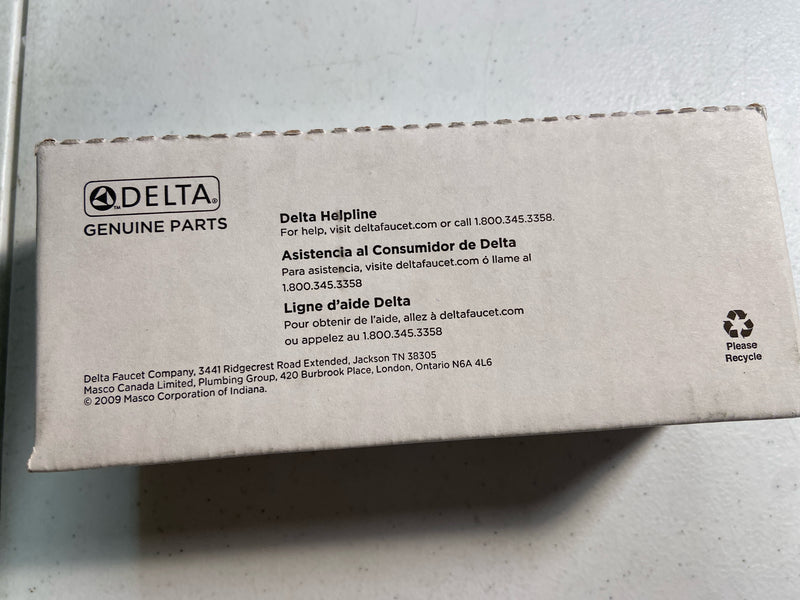 DELTA®
GENUINE PARTS
Delta Helpline
For help, visit deltafaucet.com or call 1.800.345.3358.
Asistencia al Consumidor de Delta
Para asistencia, visite deltafaucet.com ó llame al
1.800.345.3358
Ligne d'aide Delta
Pour obtenir de l'aide, allez à deltafaucet.com
ou appelez au 1.800.345.3358
Delta Faucet Company, 3441 Ridgecrest Road Extended, Jackson TN 38305
Masco Canada Limited, Plumbing Group, 420 Burbrook Place, London, Ontario N6A 4L6
© 2009 Masco Corporation of Indiana.
Please
Recycle